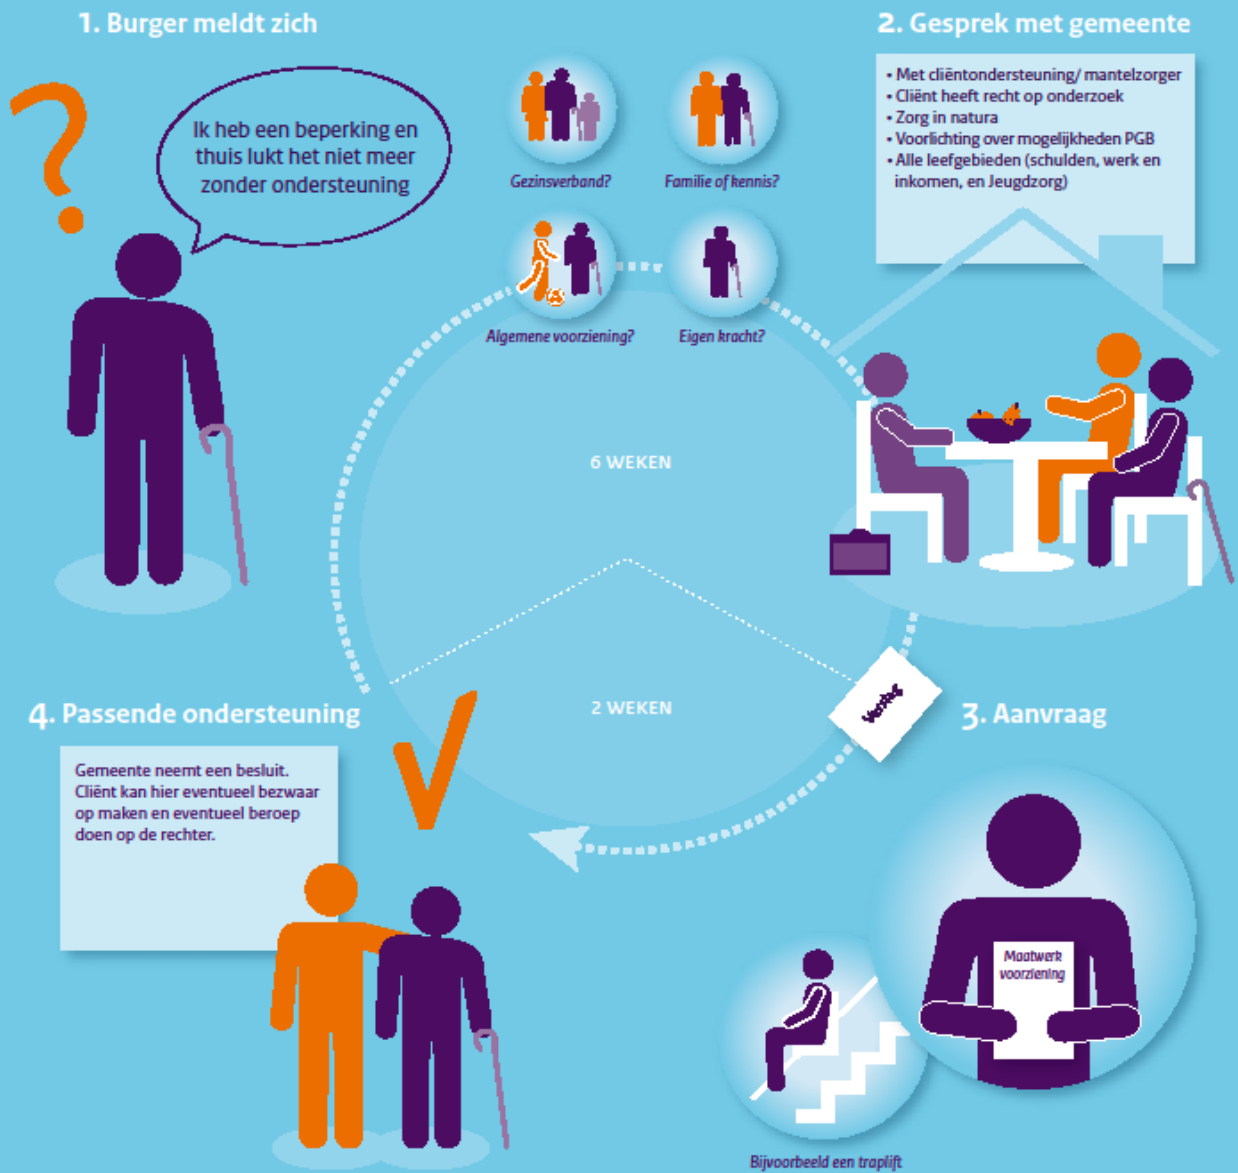 1. Burger meldt zich
Ik heb een beperking en
thuis lukt het niet meer
zonder ondersteuning
Gezinsverband?
Familie of kennis?
Algemene voorziening?
Eigen kracht?
2. Gesprek met gemeente
• Met cliëntondersteuning/ mantelzorger
• Cliënt heeft recht op onderzoek
• Zorg in natura
• Voorlichting over mogelijkheden PGB
• Alle leefgebieden (schulden, werk en
inkomen, en Jeugdzorg)
6 WEKEN
2 WEKEN
3. Aanvraag
Maatwerk
voorziening
Bijvoorbeeld een traplift
4. Passende ondersteuning
Gemeente neemt een besluit.
Cliënt kan hier eventueel bezwaar
op maken en eventueel beroep
doen op de rechter.